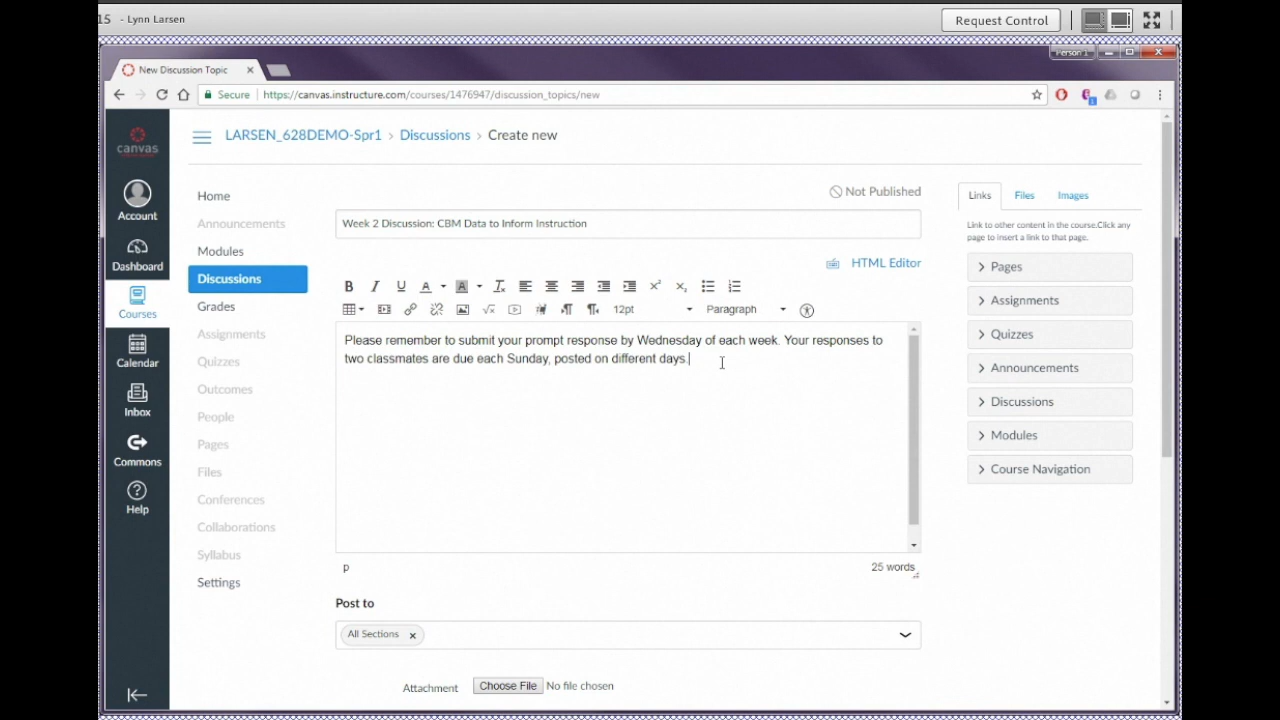 15 - Lynn Larsen
Request Control
Person 1
New Discussion Topic
Secure https://canvas.instructure.com/courses/1476947/discussion_topics/new
canvas
Account
Dashboard
Courses
Calendar
Inbox
Commons
Help
LARSEN_628DEMO-Spr1 › Discussions › Create new
Home
Announcements
Modules
Discussions
Grades
Assignments
Quizzes
Outcomes
People
Pages
Files
Conferences
Collaborations
Syllabus
Settings
Not Published
Week 2 Discussion: CBM Data to Inform Instruction
HTML Editor
B I U A A
12pt Paragraph
Please remember to submit your prompt response by Wednesday of each week. Your responses to
two classmates are due each Sunday, posted on different days.
p
25 words
Post to
All Sections
Attachment Choose File No file chosen
Links Files Images
Link to other content in the course.Click any
page to insert a link to that page.
Pages
Assignments
Quizzes
Announcements
Discussions
Modules
Course Navigation